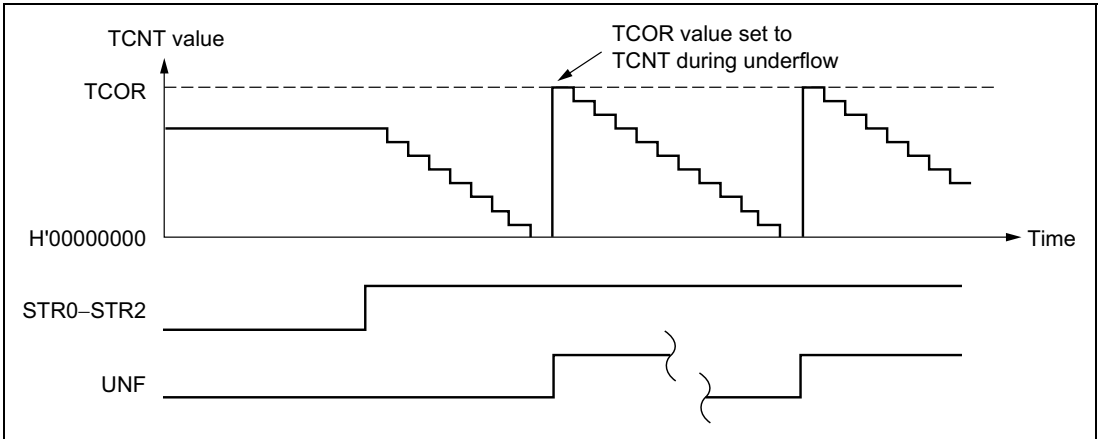 TCNT value
TCOR value set to
TCNT during underflow
TCOR
H'00000000
Time
STR0–STR2
UNF